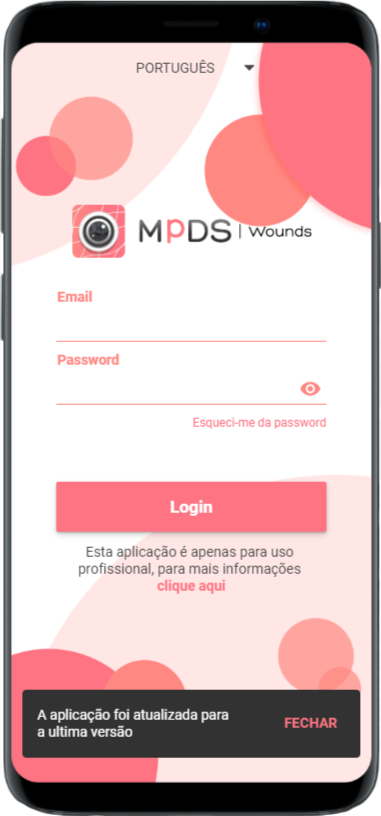 PORTUGUÊS
MPDS | Wounds
Email
Password
Esqueci-me da password
Login
Esta aplicação é apenas para uso
profissional, para mais informações
clique aqui
A aplicação foi atualizada para
a ultima versão
FECHAR